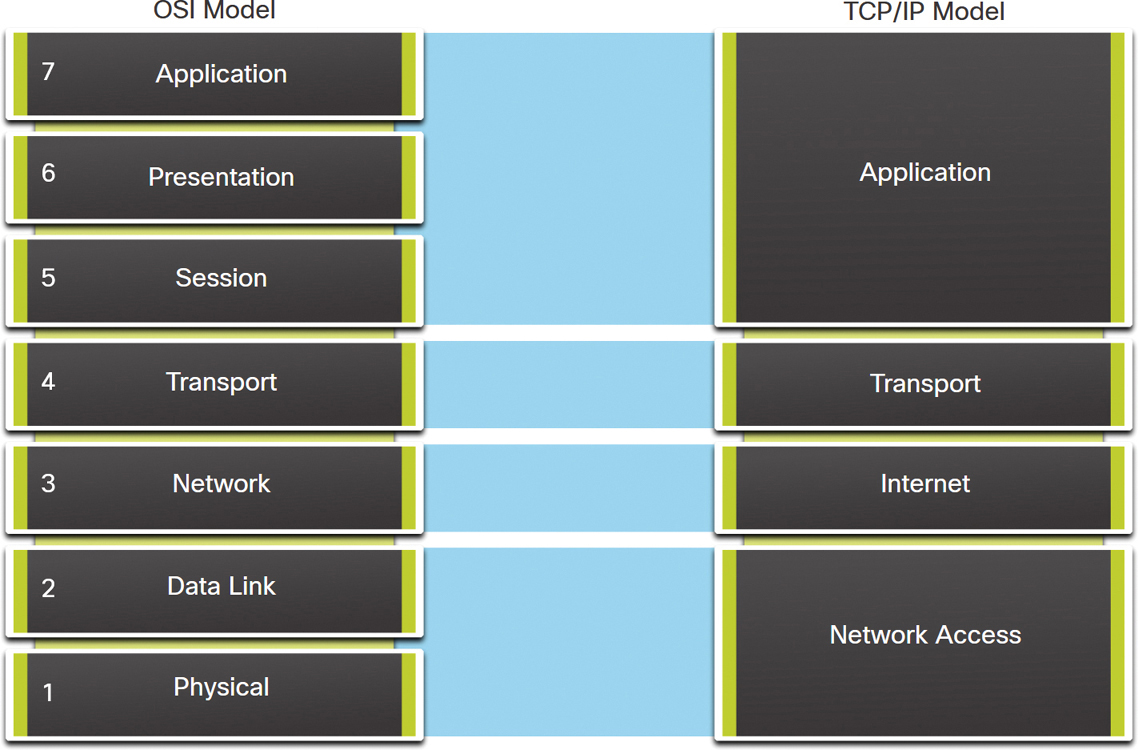 OSI Model
TCP/IP Model
7 Application
6 Presentation
5 Session
4 Transport
3 Network
2 Data Link
1 Physical
Application
Transport
Internet
Network Access